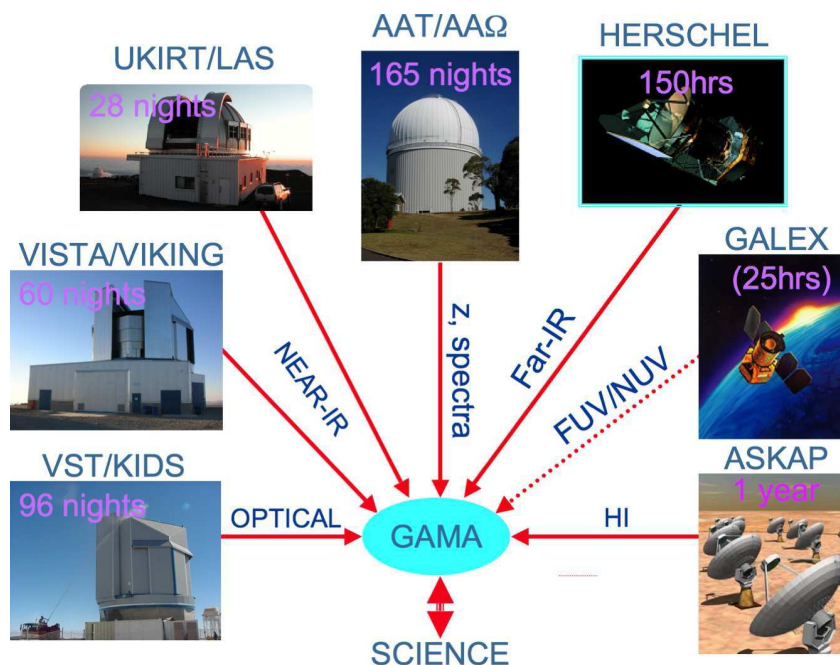 UKIRT/LAS
28 nights
AAT/AAΩ
165 nights
HERSCHEL
150hrs
VISTA/VIKING
60 nights
GALEX
(25hrs)
NEAR-IR
z, spectra
Far-IR
FUV/NUV
VST/KIDS
96 nights
ASKAP
1 year
OPTICAL
GAMA
HI
SCIENCE